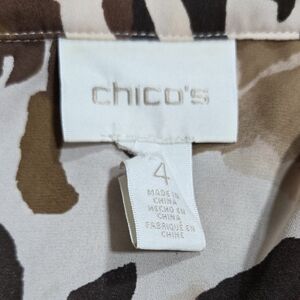 chico's
4
MADE IN
CHINA
HECHO EN
CHINA
FABRIQUÉ EN
CHINE